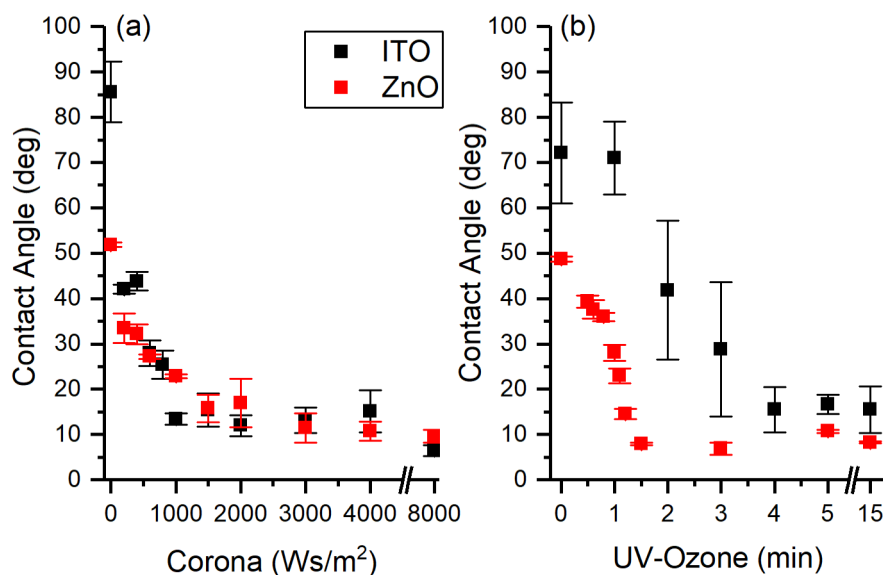 (a)
ITO
ZnO
100
90
80
70
60
50
40
30
20
10
0
Contact Angle (deg)
0 1000 2000 3000 4000 8000
Corona (Ws/m²)
(b)
100
90
80
70
60
50
40
30
20
10
0
Contact Angle (deg)
0 1 2 3 4 5 15
UV-Ozone (min)